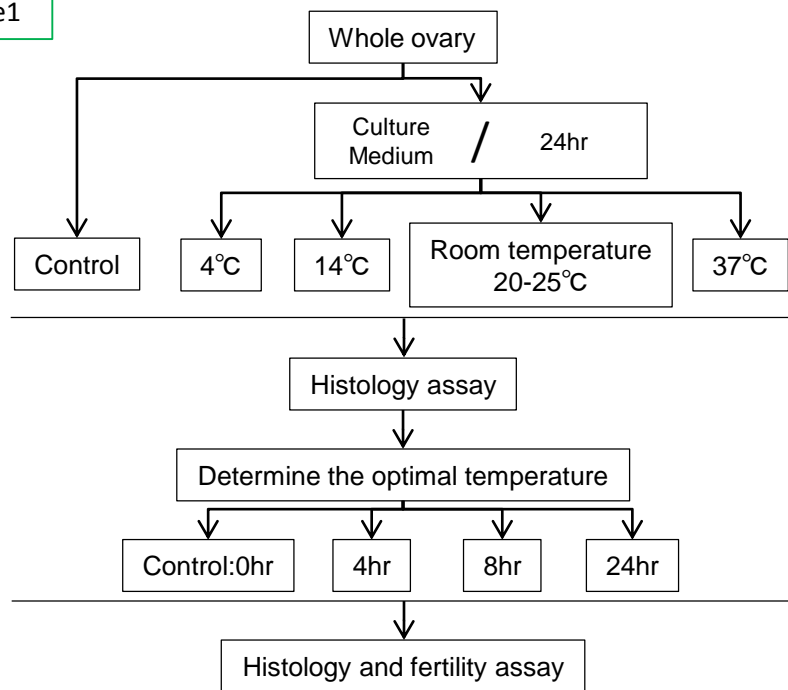 e1
Whole ovary
Culture
Medium
/
24hr
Control
4℃
14℃
Room temperature
20-25℃
37℃
Histology assay
Determine the optimal temperature
Control:0hr
4hr
8hr
24hr
Histology and fertility assay